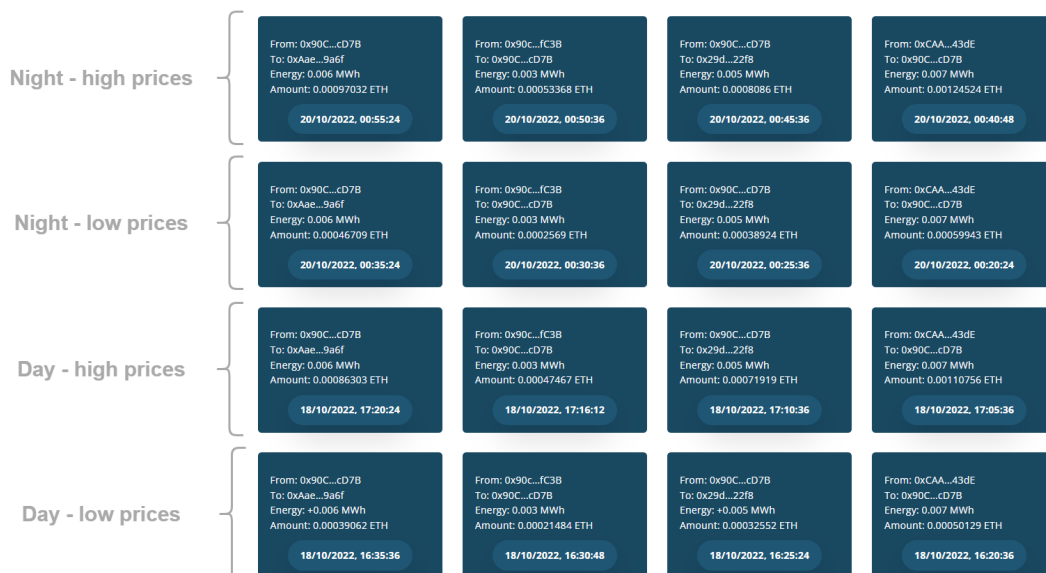 Night - high prices
From: 0x90C...cD7B
To: 0xAae...9a6f
Energy: 0.006 MWh
Amount: 0.00097032 ETH
20/10/2022, 00:55:24
From: 0x90c...fC3B
To: 0x90C...cD7B
Energy: 0.003 MWh
Amount: 0.00053368 ETH
20/10/2022, 00:50:36
From: 0x90C...cD7B
To: 0x29d...22f8
Energy: 0.005 MWh
Amount: 0.0008086 ETH
20/10/2022, 00:45:36
From: 0xCAA...43dE
To: 0x90C...cD7B
Energy: 0.007 MWh
Amount: 0.00124524 ETH
20/10/2022, 00:40:48
Night - low prices
From: 0x90C...cD7B
To: 0xAae...9a6f
Energy: 0.006 MWh
Amount: 0.00046709 ETH
20/10/2022, 00:35:24
From: 0x90c...fC3B
To: 0x90C...cD7B
Energy: 0.003 MWh
Amount: 0.0002569 ETH
20/10/2022, 00:30:36
From: 0x90C...cD7B
To: 0x29d...22f8
Energy: 0.005 MWh
Amount: 0.00038924 ETH
20/10/2022, 00:25:36
From: 0xCAA...43dE
To: 0x90C...cD7B
Energy: 0.007 MWh
Amount: 0.00059943 ETH
20/10/2022, 00:20:24
Day - high prices
From: 0x90C...cD7B
To: 0xAae...9a6f
Energy: 0.006 MWh
Amount: 0.00086303 ETH
18/10/2022, 17:20:24
From: 0x90c...fC3B
To: 0x90C...cD7B
Energy: 0.003 MWh
Amount: 0.00047467 ETH
18/10/2022, 17:16:12
From: 0x90C...cD7B
To: 0x29d...22f8
Energy: 0.005 MWh
Amount: 0.00071919 ETH
18/10/2022, 17:10:36
From: 0xCAA...43dE
To: 0x90C...cD7B
Energy: 0.007 MWh
Amount: 0.00110756 ETH
18/10/2022, 17:05:36
Day - low prices
From: 0x90C...cD7B
To: 0xAae...9a6f
Energy: +0.006 MWh
Amount: 0.00039062 ETH
18/10/2022, 16:35:36
From: 0x90c...fC3B
To: 0x90C...cD7B
Energy: 0.003 MWh
Amount: 0.00021484 ETH
18/10/2022, 16:30:48
From: 0x90C...cD7B
To: 0x29d...22f8
Energy: +0.005 MWh
Amount: 0.00032552 ETH
18/10/2022, 16:25:24
From: 0xCAA...43dE
To: 0x90C...cD7B
Energy: 0.007 MWh
Amount: 0.00050129 ETH
18/10/2022, 16:20:36